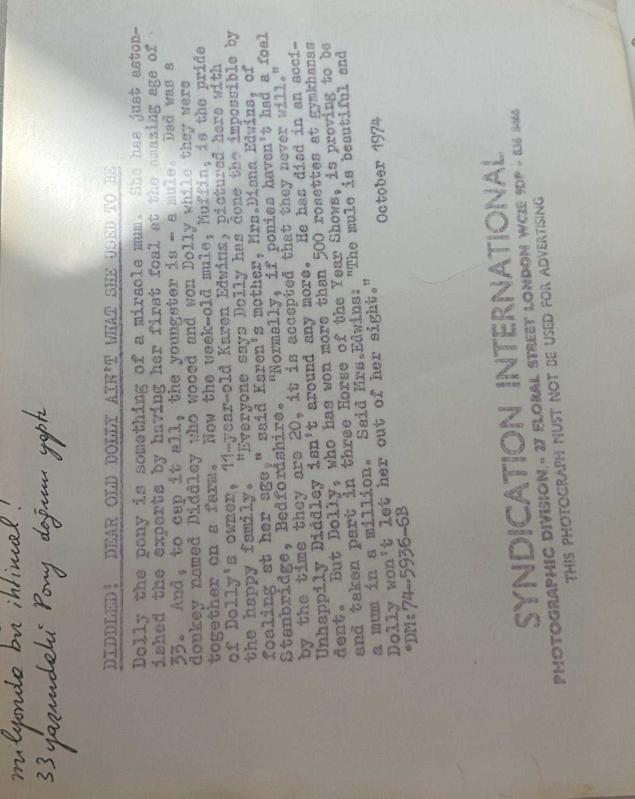 milyonda bir ihtimal!
33 yaşındaki Pony doğum yaptı
DIDDLED! DEAR OLD DOLLY AIN'T WHAT SHE USED TO BE
Dolly the pony is something of a miracle mum. She has just aston-
ished the experts by having her first foal at the amazing age of
33. And, to cap it all, the youngster is - a mule. Dad was a
donkey named Diddley who wooed and won Dolly while they were
together on a farm. Now the week-old mule, Muffin, is the pride
of Dolly's owner, 11-year-old Karen Edwins, pictured here with
the happy family. "Everyone says Dolly has done the impossible by
foaling at her age," said Karen's mother, Mrs.Diana Edwins, of
Stanbridge, Bedfordshire. "Normally, if ponies haven't had a foal
by the time they are 20, it is accepted that they never will."
Unhappily Diddley isn't around any more. He has died in an acci-
dent. But Dolly, who has won more than 500 rosettes at gymkhanas
and taken part in three Horse of the Year Shows, is proving to be
a mum in a million. Said Mrs.Edwins: "The mule is beautiful and
Dolly won't let her out of her sight."
°DM:74-5936-6B October 1974
SYNDICATION INTERNATIONAL
PHOTOGRAPHIC DIVISION - 27 FLORAL STREET LONDON WC2E 9DP - 836
THIS PHOTOGRAPH MUST NOT BE USED FOR ADVERTISING